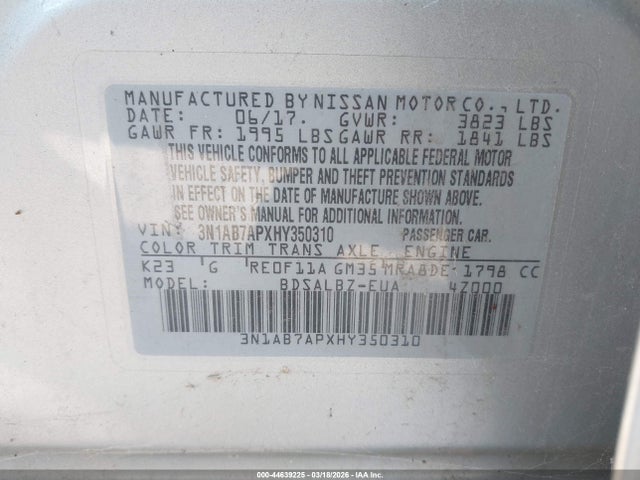 MANUFACTURED BY NISSAN MOTOR CO., LTD.
DATE: 06/17. GVWR: 3823 LBS
GAWR FR: 1995 LBS GAWR RR: 1841 LBS
THIS VEHICLE CONFORMS TO ALL APPLICABLE FEDERAL MOTOR
VEHICLE SAFETY, BUMPER AND THEFT PREVENTION STANDARDS
IN EFFECT ON THE DATE OF MANUFACTURE SHOWN ABOVE.
SEE OWNER'S MANUAL FOR ADDITIONAL INFORMATION.
VIN: 3N1AB7APXHY350310 PASSENGER CAR.
COLOR TRIM TRANS AXLE ENGINE
K23 G RE0F11A GM35 MRA8DE 1798 CC
MODEL: BDSALBZ-EUA 4Z000
3N1AB7APXHY350310
000-44639225 - 03/18/2026 - IAA Inc.